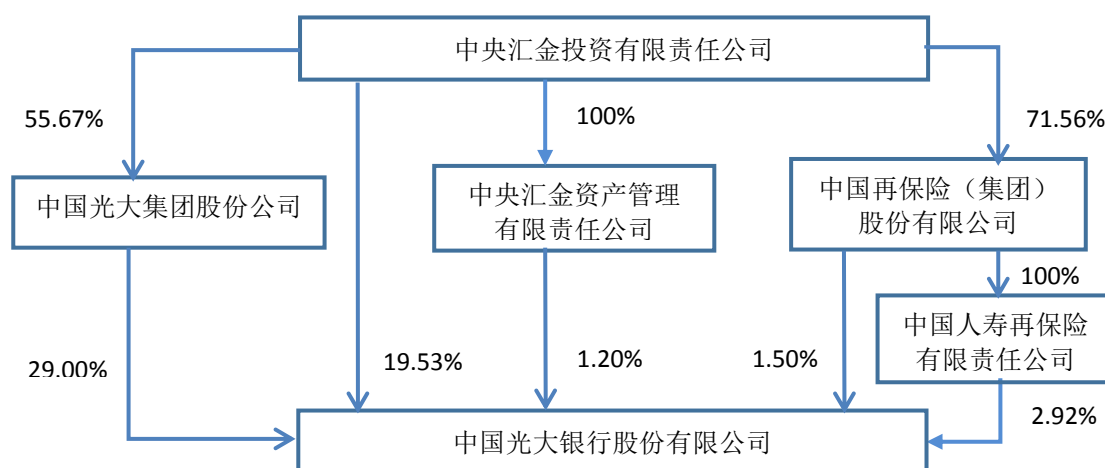 中央汇金投资有限责任公司
55.67%
100%
71.56%
中国光大集团股份公司
中央汇金资产管理
有限责任公司
中国再保险（集团）
股份有限公司
100%
中国人寿再保险
有限责任公司
29.00%
19.53%
1.20%
1.50%
2.92%
中国光大银行股份有限公司